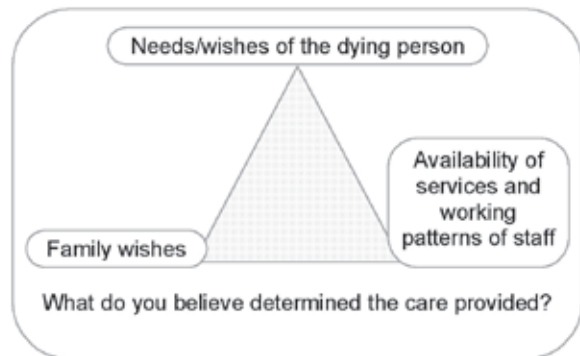 Needs/wishes of the dying person
Availability of
services and
working
patterns of staff
Family wishes
What do you believe determined the care provided?